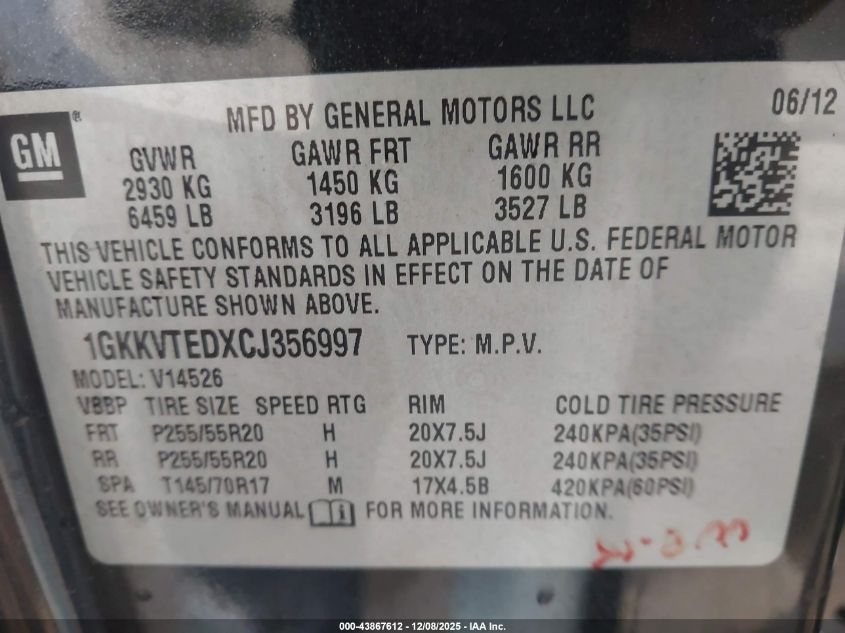 MFD BY GENERAL MOTORS LLC 06/12
GM ®
GVWR GAWR FRT GAWR RR
2930 KG 1450 KG 1600 KG
6459 LB 3196 LB 3527 LB
THIS VEHICLE CONFORMS TO ALL APPLICABLE U.S. FEDERAL MOTOR
VEHICLE SAFETY STANDARDS IN EFFECT ON THE DATE OF
MANUFACTURE SHOWN ABOVE.
1GKKVTEDXCJ356997 TYPE: M.P.V.
MODEL: V14526
VBBP TIRE SIZE SPEED RTG RIM COLD TIRE PRESSURE
FRT P255/55R20 H 20X7.5J 240KPA(35PSI)
RR P255/55R20 H 20X7.5J 240KPA(35PSI)
SPA T145/70R17 M 17X4.5B 420KPA(60PSI)
SEE OWNER'S MANUAL FOR MORE INFORMATION.
000-43867612 - 12/08/2025 - IAA Inc.